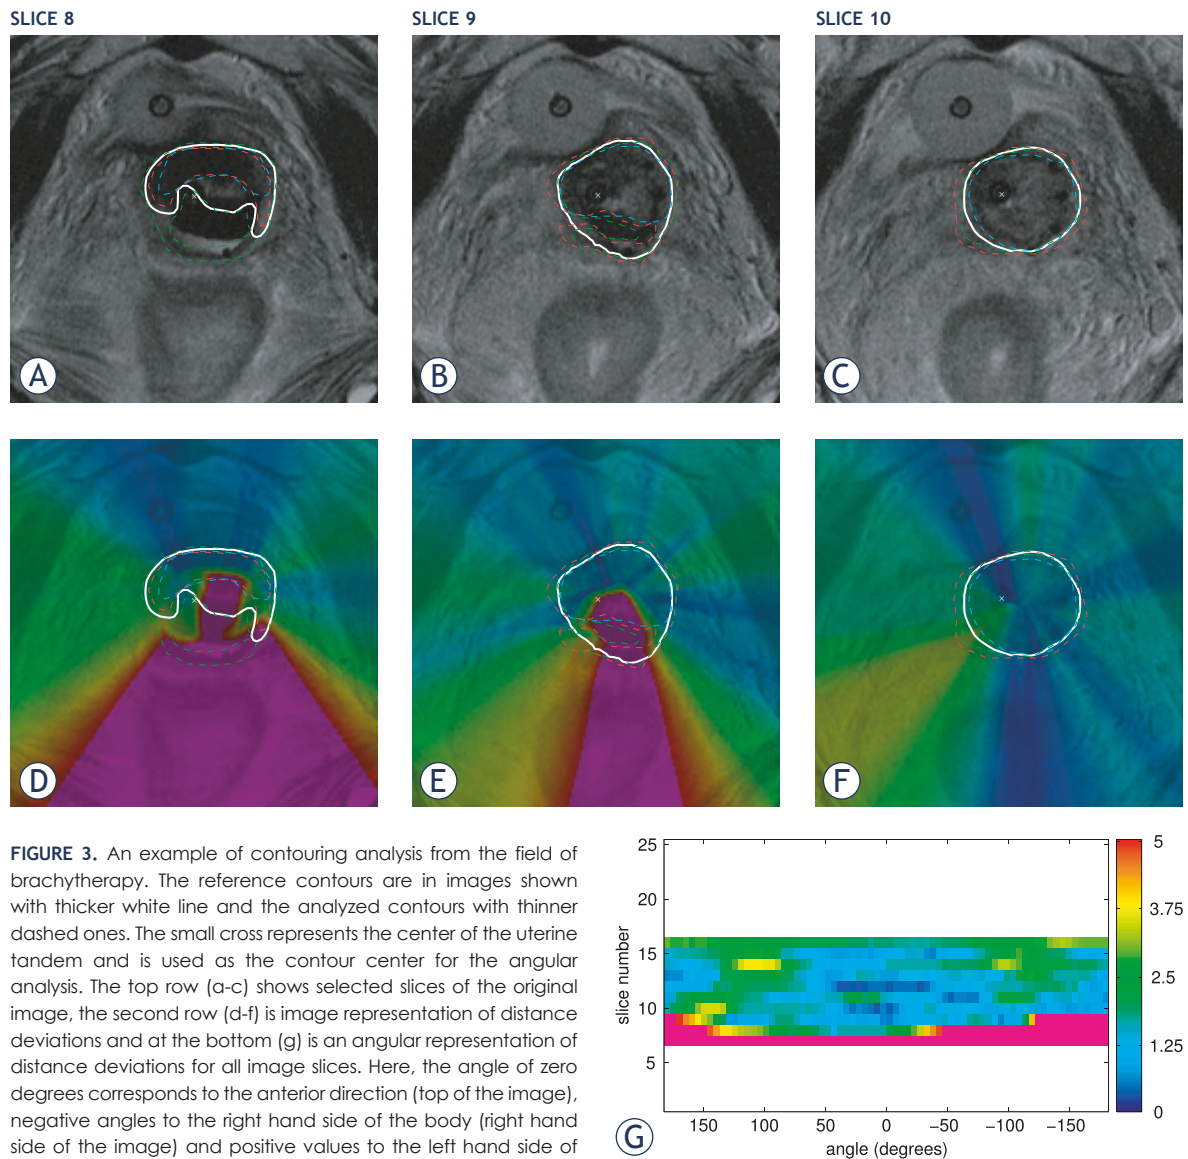 SLICE 8
SLICE 9
SLICE 10
A
B
C
D
E
F
FIGURE 3. An example of contouring analysis from the field of
brachytherapy. The reference contours are in images shown
with thicker white line and the analyzed contours with thinner
dashed ones. The small cross represents the center of the uterine
tandem and is used as the contour center for the angular
analysis. The top row (a-c) shows selected slices of the original
image, the second row (d-f) is image representation of distance
deviations and at the bottom (g) is an angular representation of
distance deviations for all image slices. Here, the angle of zero
degrees corresponds to the anterior direction (top of the image),
negative angles to the right hand side of the body (right hand
side of the image) and positive values to the left hand side of
25
20
15
10
5
slice number
150 100 50 0 −50 −100 −150
angle (degrees)
5
3.75
2.5
1.25
0
G